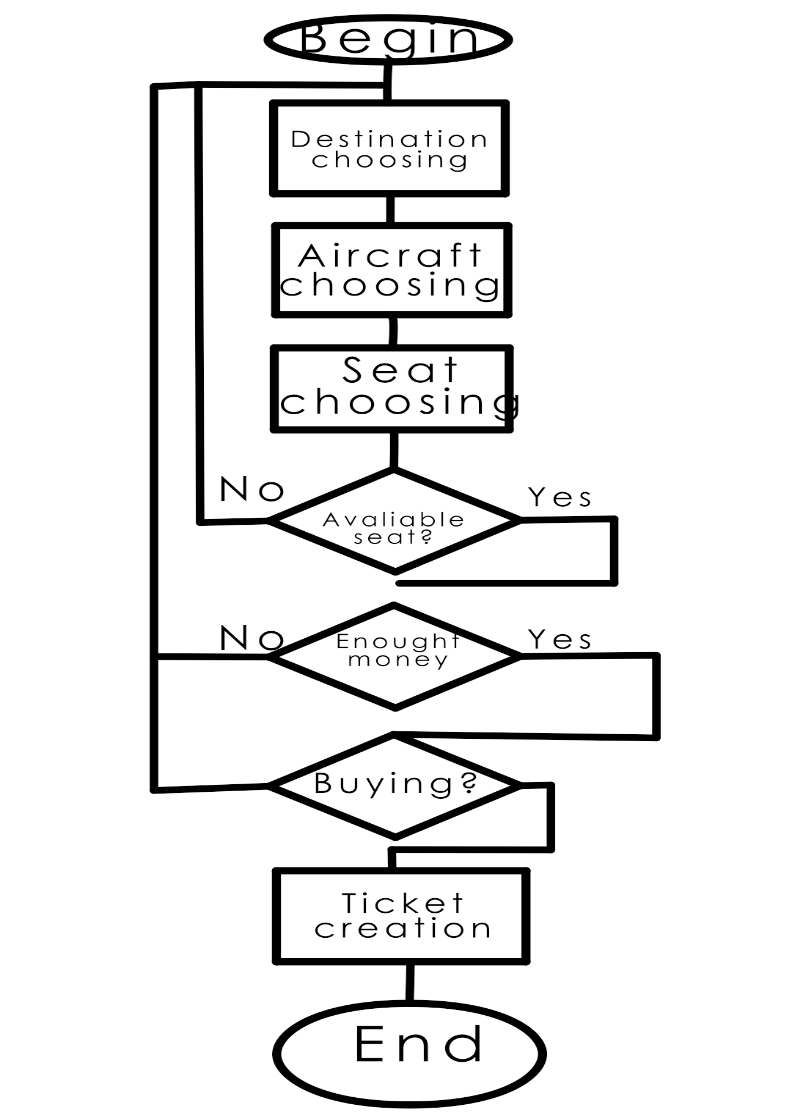 Begin
Destination
choosing
Aircraft
choosing
Seat
choosing
No
Yes
Avaliable
seat?
No
Yes
Enought
money
Buying?
Ticket
creation
End